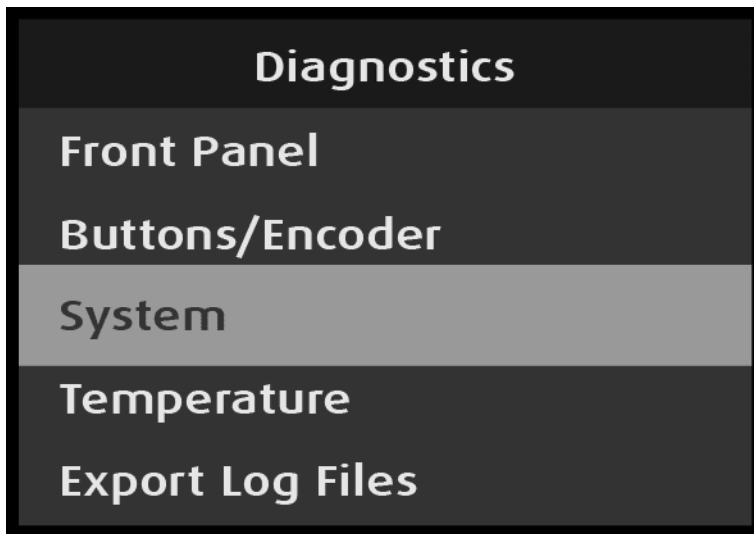 Diagnostics
Front Panel
Buttons/Encoder
System
Temperature
Export Log Files